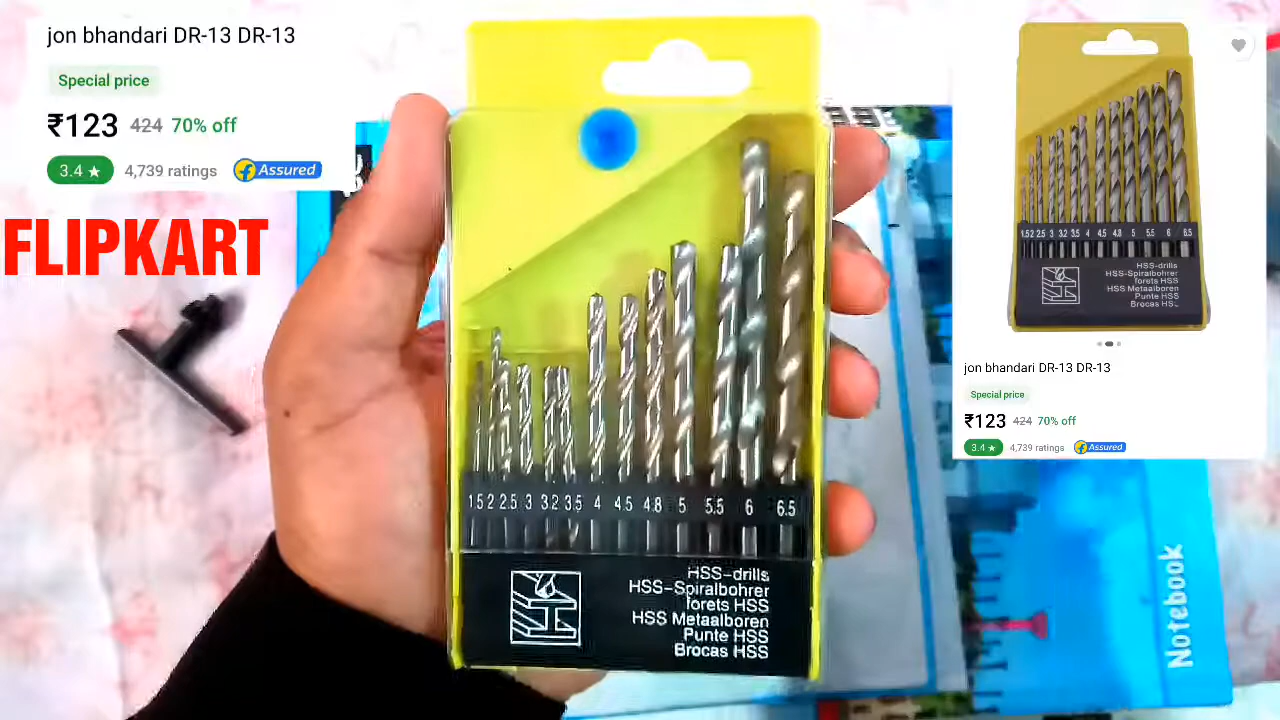 jon bhandari DR-13 DR-13
Special price
₹123 424 70% off
3.4 ★ 4,739 ratings Assured
FLIPKART
1.5 2 2.5 3 3.2 3.5 4 4.5 4.8 5 5.5 6 6.5
HSS-drills
HSS-Spiralbohrer
forets HSS
HSS Metaalboren
Punte HSS
Brocas HSS
1.5 2 2.5 3 3.2 3.5 4 4.5 4.8 5 5.5 6 6.5
HSS-drills
HSS-Spiralbohrer
forets HSS
HSS Metaalboren
Punte HSS
Brocas HS
jon bhandari DR-13 DR-13
Special price
₹123 424 70% off
3.4 ★ 4,739 ratings Assured
Notebook